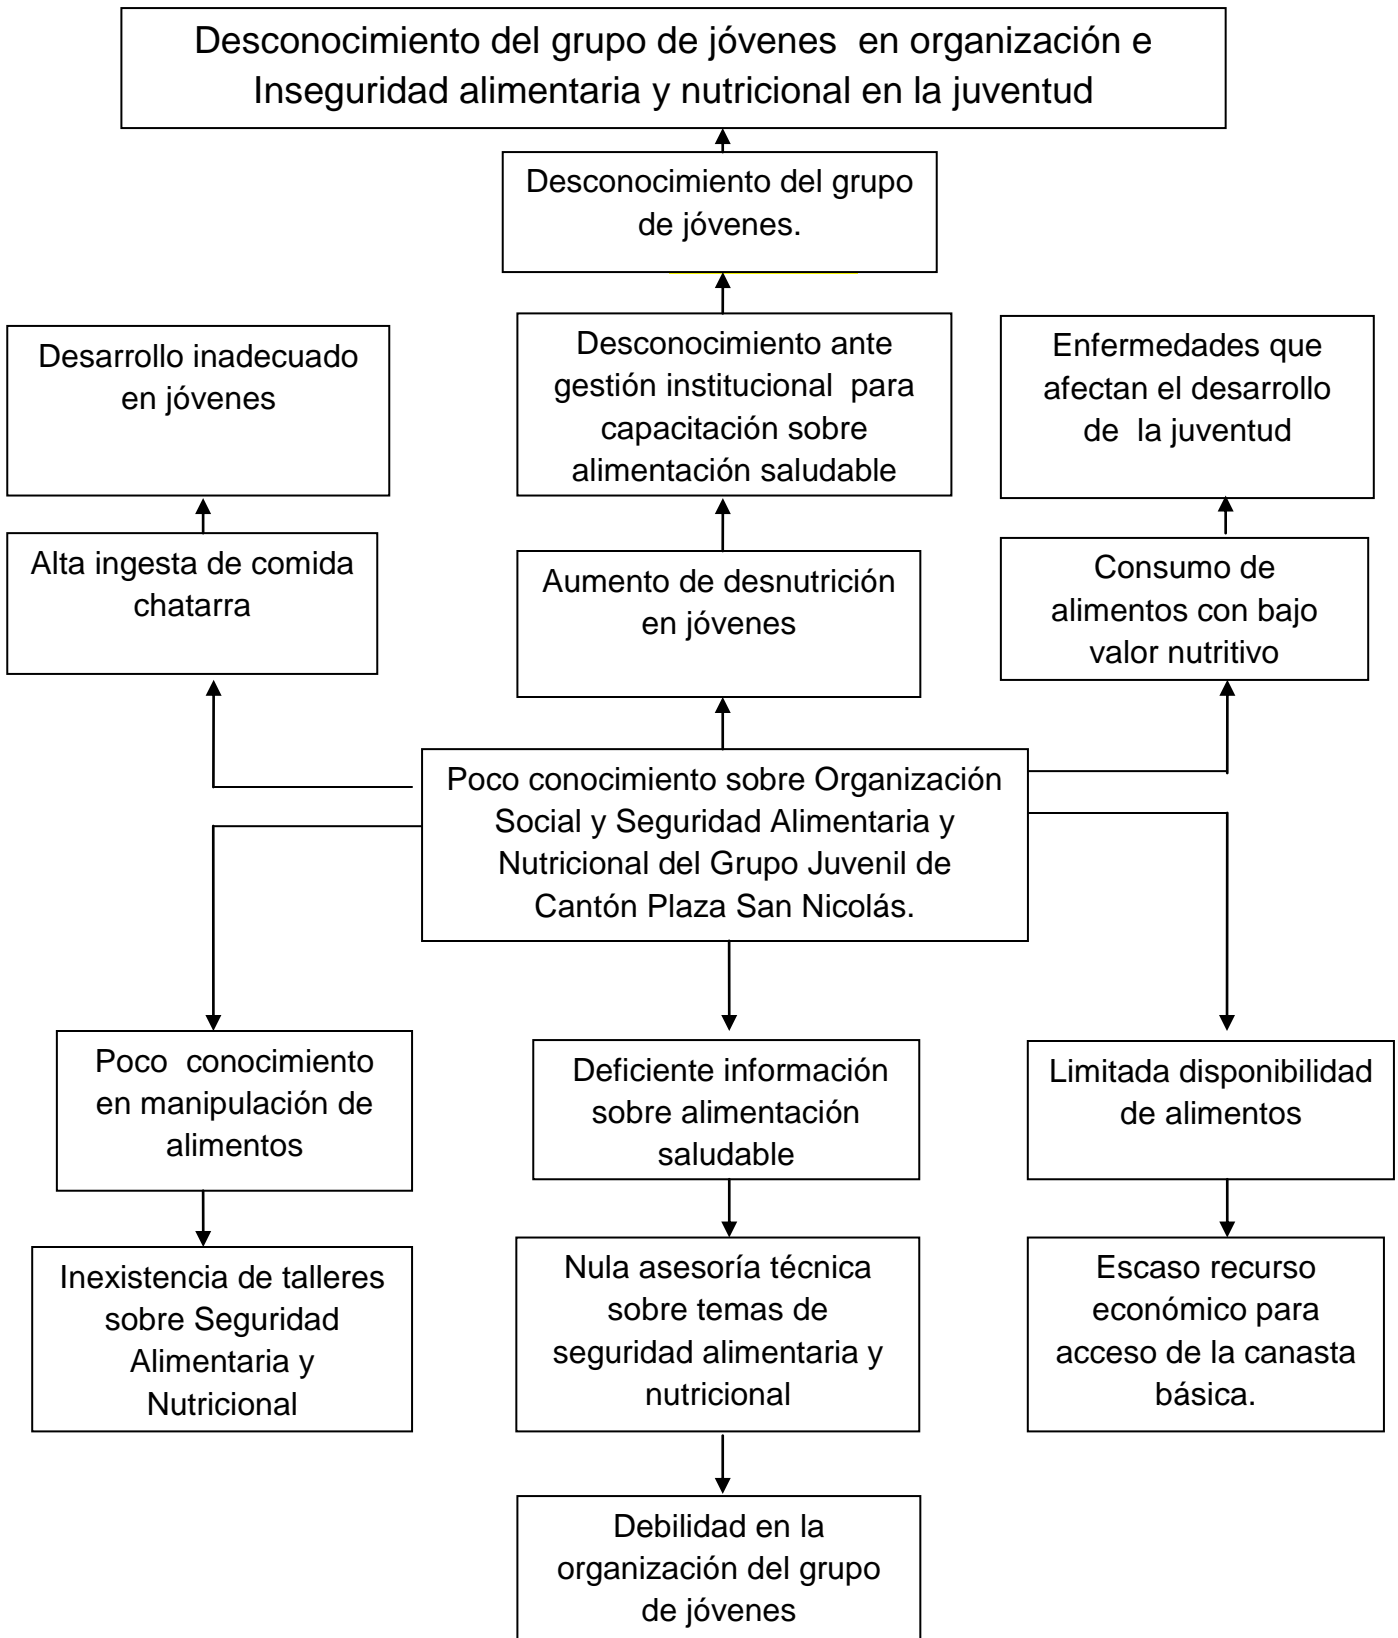 Desconocimiento del grupo de jóvenes en organización e
Inseguridad alimentaria y nutricional en la juventud
Desconocimiento del grupo
de jóvenes.
Desarrollo inadecuado
en jóvenes
Desconocimiento ante
gestión institucional para
capacitación sobre
alimentación saludable
Enfermedades que
afectan el desarrollo
de la juventud
Alta ingesta de comida
chatarra
Aumento de desnutrición
en jóvenes
Consumo de
alimentos con bajo
valor nutritivo
Poco conocimiento sobre Organización
Social y Seguridad Alimentaria y
Nutricional del Grupo Juvenil de
Cantón Plaza San Nicolás.
Poco conocimiento
en manipulación de
alimentos
Deficiente información
sobre alimentación
saludable
Limitada disponibilidad
de alimentos
Inexistencia de talleres
sobre Seguridad
Alimentaria y
Nutricional
Nula asesoría técnica
sobre temas de
seguridad alimentaria y
nutricional
Escaso recurso
económico para
acceso de la canasta
básica.
Debilidad en la
organización del grupo
de jóvenes